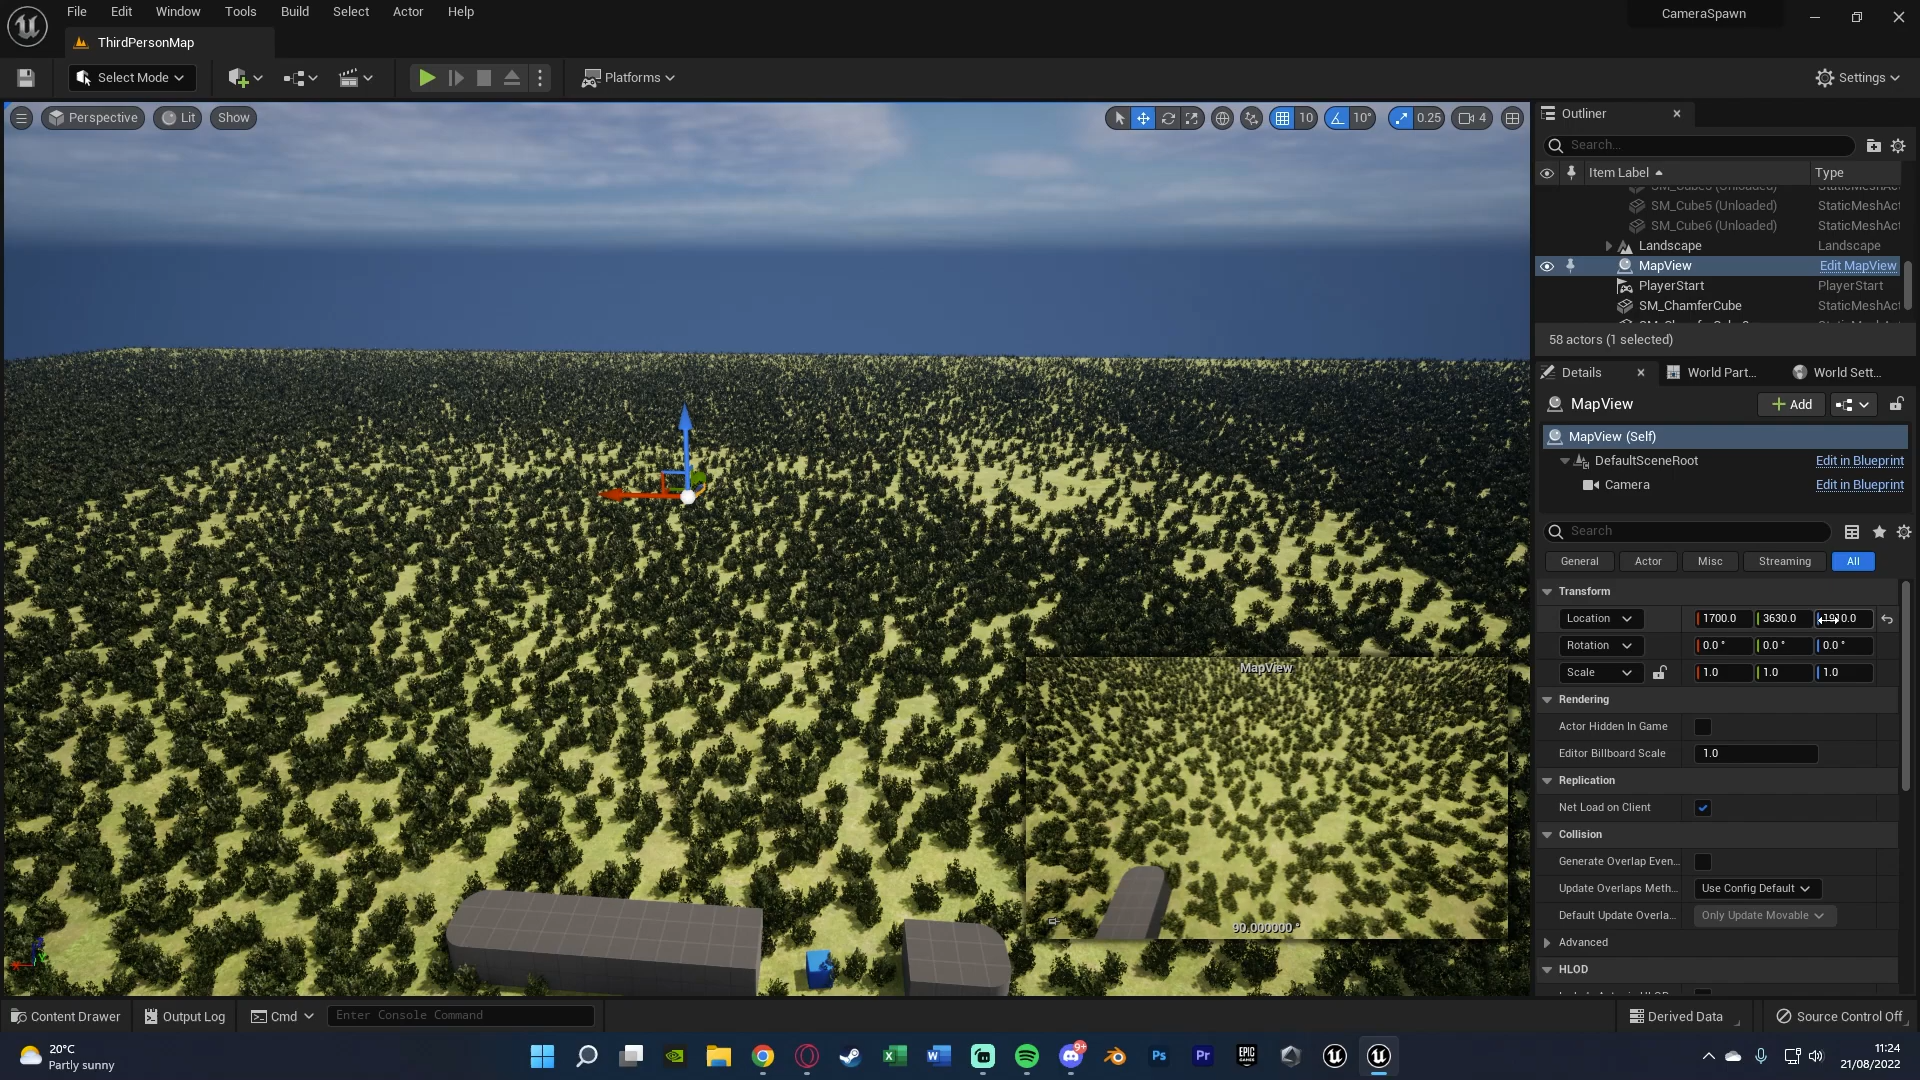 File Edit Window Tools Build Select Actor Help
CameraSpawn
ThirdPersonMap
Select Mode
Platforms
Settings
Perspective Lit Show
10 10° 0.25 4
Outliner
Search...
Item Label Type
SM_Cube5 (Unloaded) StaticMeshAct
SM_Cube6 (Unloaded) StaticMeshAct
Landscape Landscape
MapView Edit MapView
PlayerStart PlayerStart
SM_ChamferCube StaticMeshAct
58 actors (1 selected)
Details World Part... World Sett...
MapView Add
MapView (Self)
DefaultSceneRoot Edit in Blueprint
Camera Edit in Blueprint
Search
General Actor Misc Streaming All
Transform
Location 1700.0 3630.0
Rotation 0.0 ° 0.0 ° 0.0 °
Scale 1.0 1.0 1.0
Rendering
Actor Hidden In Game
Editor Billboard Scale 1.0
Replication
Net Load on Client
Collision
Generate Overlap Even...
Update Overlaps Meth... Use Config Default
Default Update Overla... Only Update Movable
Advanced
HLOD
MapView
90.000000 °
Content Drawer Output Log Cmd Enter Console Command Derived Data Source Control Off
20°C
Partly sunny
9+
Ps Pr EPIC GAMES
11:24
21/08/2022